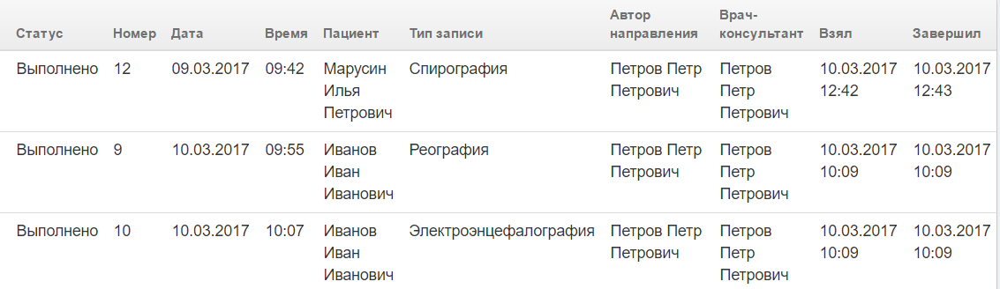 Статус Номер Дата Время Пациент Тип записи Автор направления Врач-консультант Взял Завершил
Выполнено 12 09.03.2017 09:42 Марусин Илья Петрович Спирография Петров Петр Петрович Петров Петр Петрович 10.03.2017 12:42 10.03.2017 12:43
Выполнено 9 10.03.2017 09:55 Иванов Иван Иванович Реография Петров Петр Петрович Петров Петр Петрович 10.03.2017 10:09 10.03.2017 10:09
Выполнено 10 10.03.2017 10:07 Иванов Иван Иванович Электроэнцефалография Петров Петр Петрович Петров Петр Петрович 10.03.2017 10:09 10.03.2017 10:09